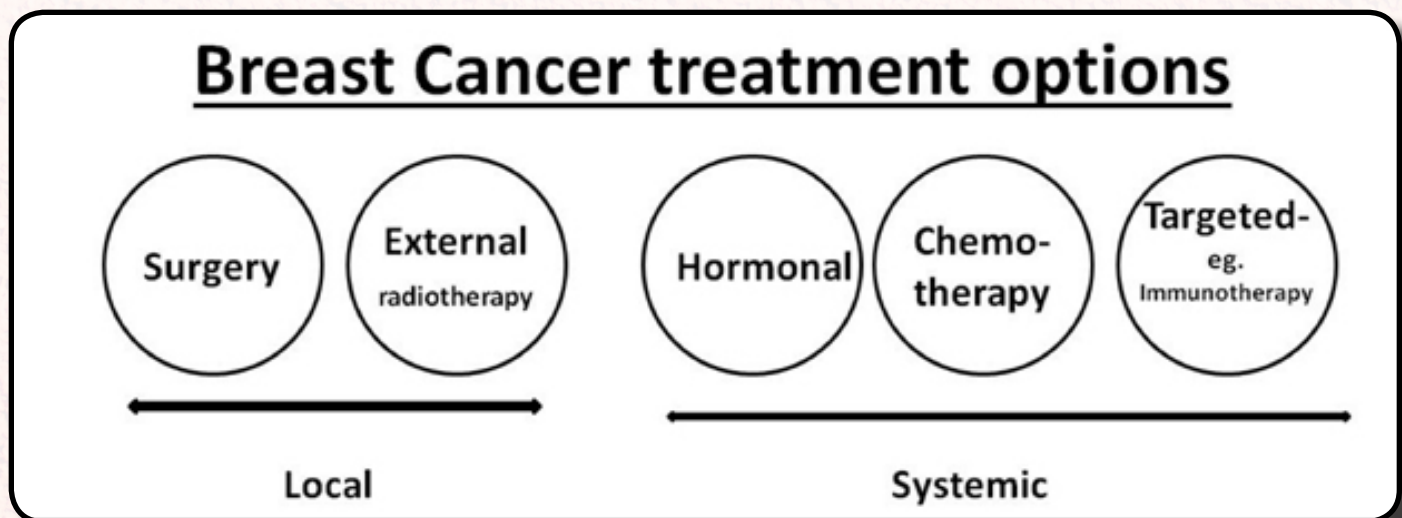 Breast Cancer treatment options
Surgery
External
radiotherapy
Hormonal
Chemo-
therapy
Targeted-
eg.
Immunotherapy
Local
Systemic